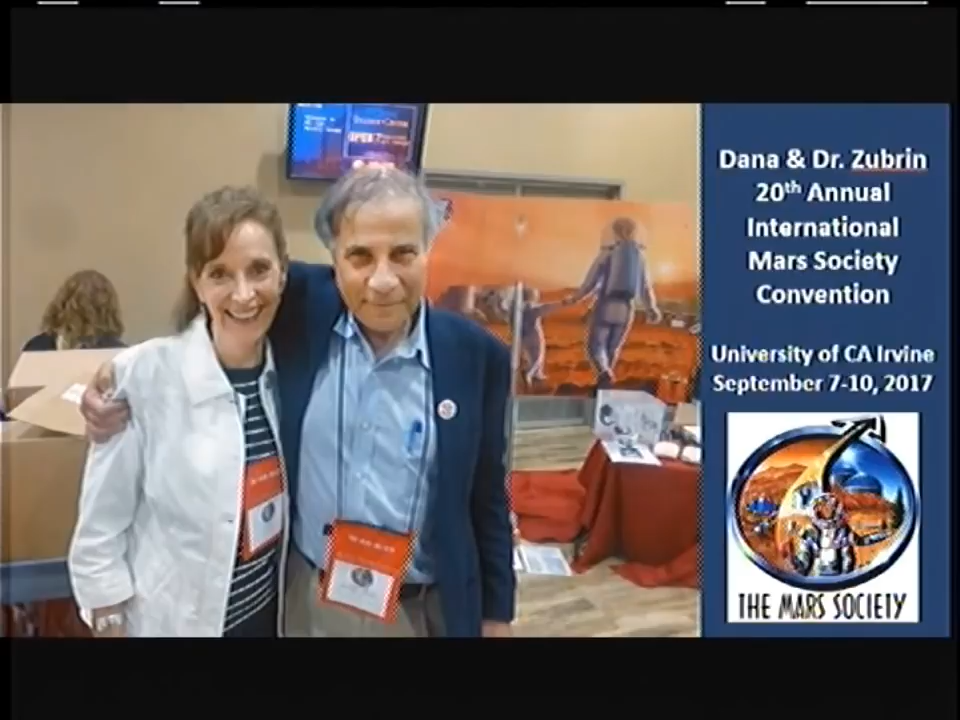 Dana & Dr. Zubrin
20th Annual
International
Mars Society
Convention
University of CA Irvine
September 7-10, 2017
THE MARS SOCIETY